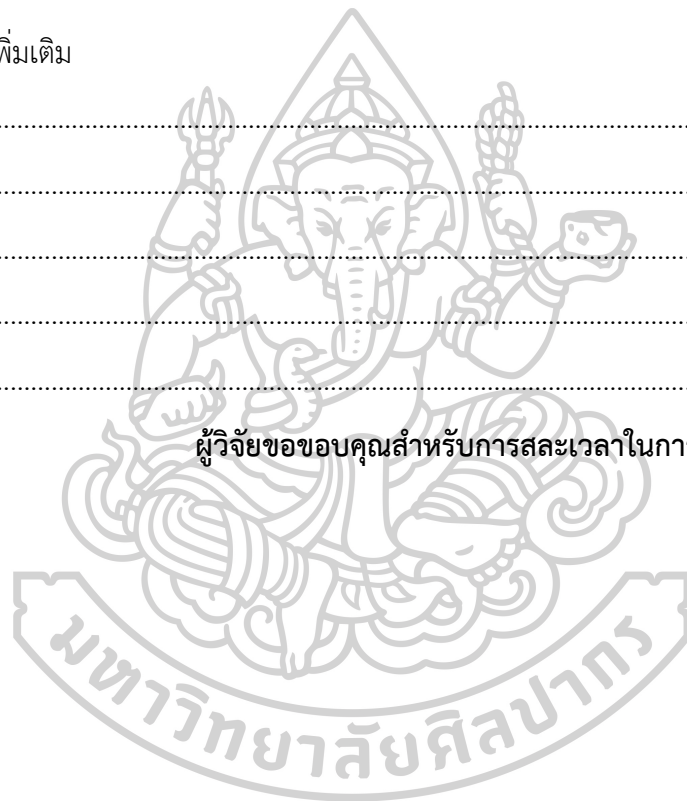 พิ่มเติม
ผู้วิจัยขอขอบคุณสำหรับการสละเวลาในกา
มหาวิทยาลัยศิลปากร